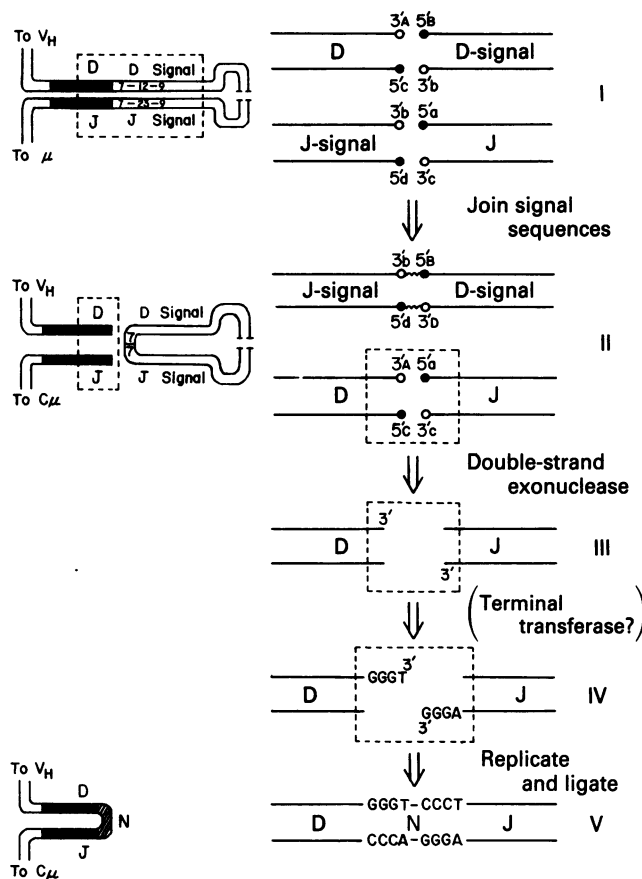 To V_H
D D Signal
7–12–9
7–23–9
J J Signal
To μ
3'A 5'B
D D-signal
5'c 3'b
I
3'b 5'a
J-signal J
5'd 3'c
Join signal
sequences
To V_H
D D Signal
7
7
J J Signal
To Cμ
3'b 5'B
J-signal D-signal
5'd 3'D
II
3'A 5'a
D J
5'c 3'c
Double-strand
exonuclease
3'
D J III
3'
(Terminal
transferase?)
GGGT 3'
D J IV
3' GGGA
Replicate
and ligate
To V_H
D
N
J
To Cμ
GGGT-CCCT
D N J V
CCCA-GGGA